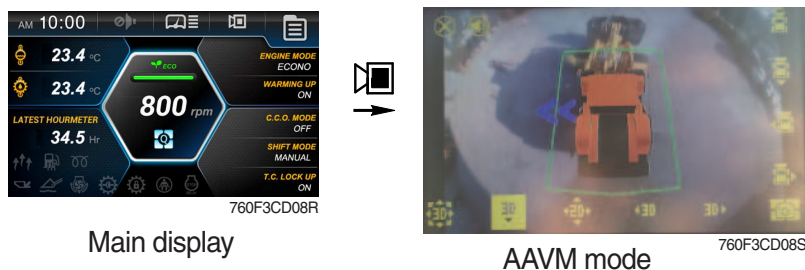 AM 10:00
23.4 °C
ECO
ENGINE MODE
ECONO
23.4 °C
WARMING UP
ON
800 rpm
LATEST HOURMETER
34.5 Hr
C.C.O. MODE
OFF
SHIFT MODE
MANUAL
T.C. LOCK UP
ON
760F3CD08R
Main display
3D
3D
2D
3D
3D
760F3CD08S
AAVM mode